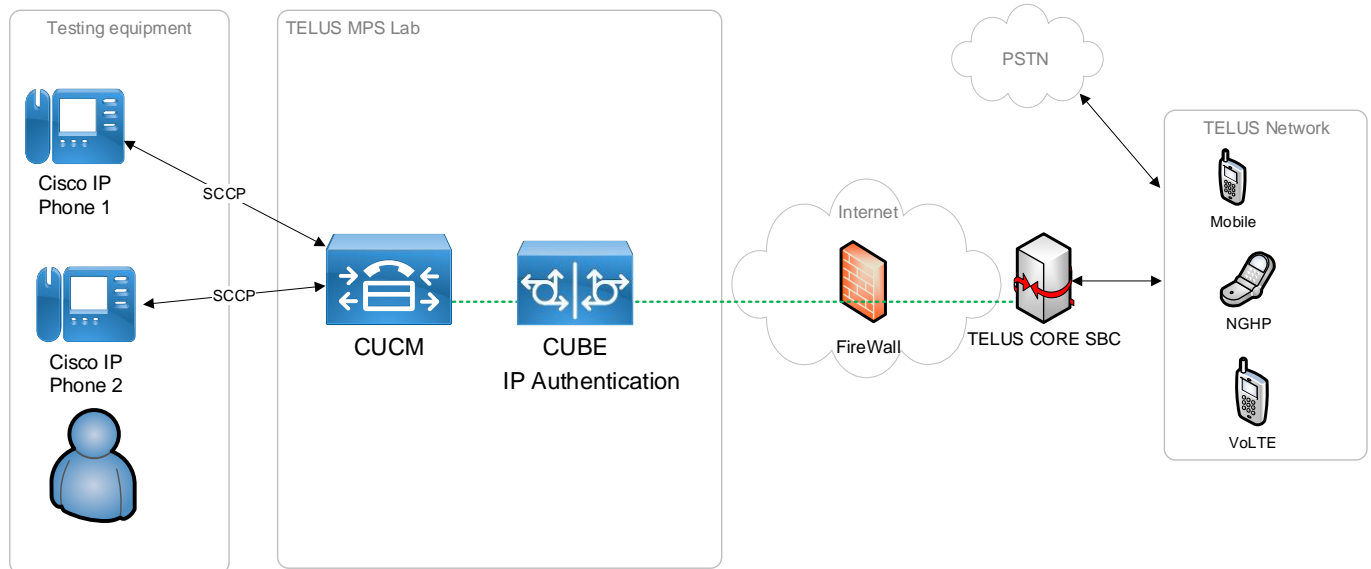 Testing equipment
TELUS MPS Lab
PSTN
TELUS Network
Cisco IP
Phone 1
SCCP
Cisco IP
Phone 2
SCCP
CUCM
CUBE
IP Authentication
Internet
FireWall
TELUS CORE SBC
Mobile
NGHP
VoLTE